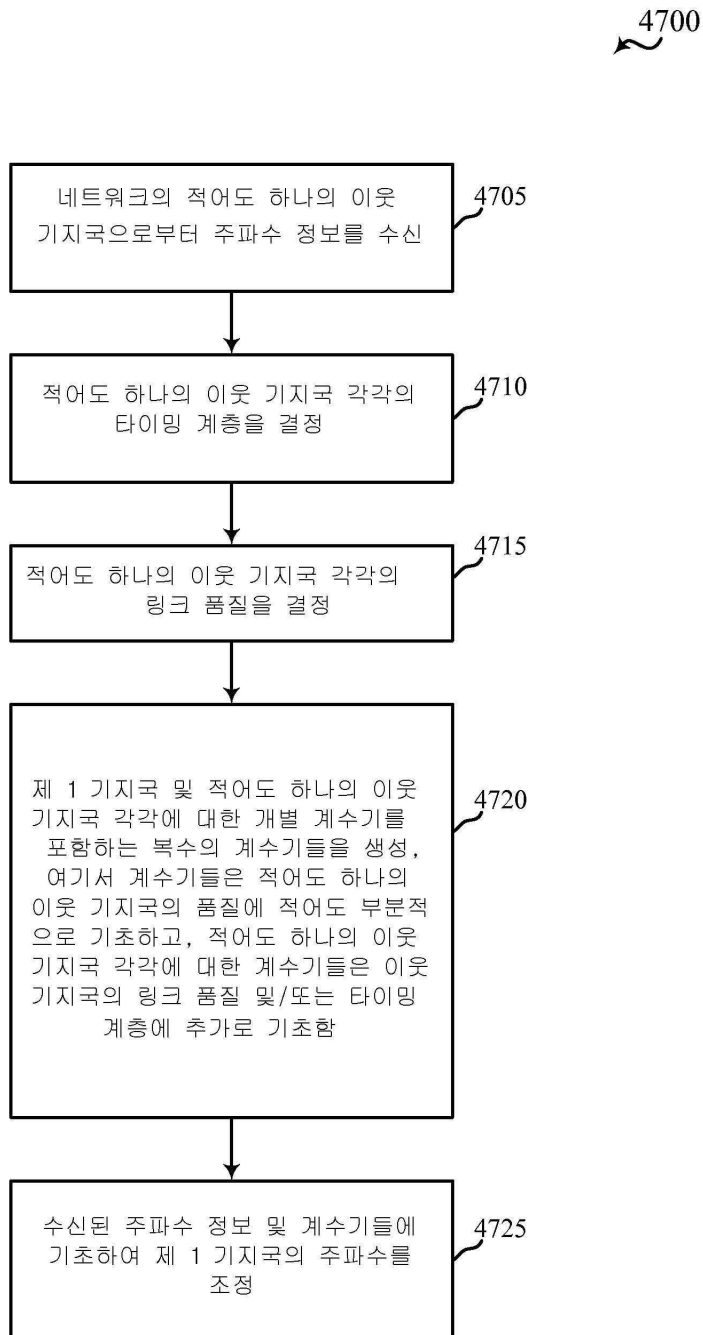 4700
네트워크의 적어도 하나의 이웃
기지국으로부터 주파수 정보를 수신
4705
적어도 하나의 이웃 기지국 각각의
타이밍 계층을 결정
4710
적어도 하나의 이웃 기지국 각각의
링크 품질을 결정
4715
제 1 기지국 및 적어도 하나의 이웃
기지국 각각에 대한 개별 계수기를
포함하는 복수의 계수기들을 생성,
여기서 계수기들은 적어도 하나의
이웃 기지국의 품질에 적어도 부분적
으로 기초하고, 적어도 하나의 이웃
기지국 각각에 대한 계수기들은 이웃
기지국의 링크 품질 및/또는 타이밍
계층에 추가로 기초함
4720
수신된 주파수 정보 및 계수기들에
기초하여 제 1 기지국의 주파수를
조정
4725